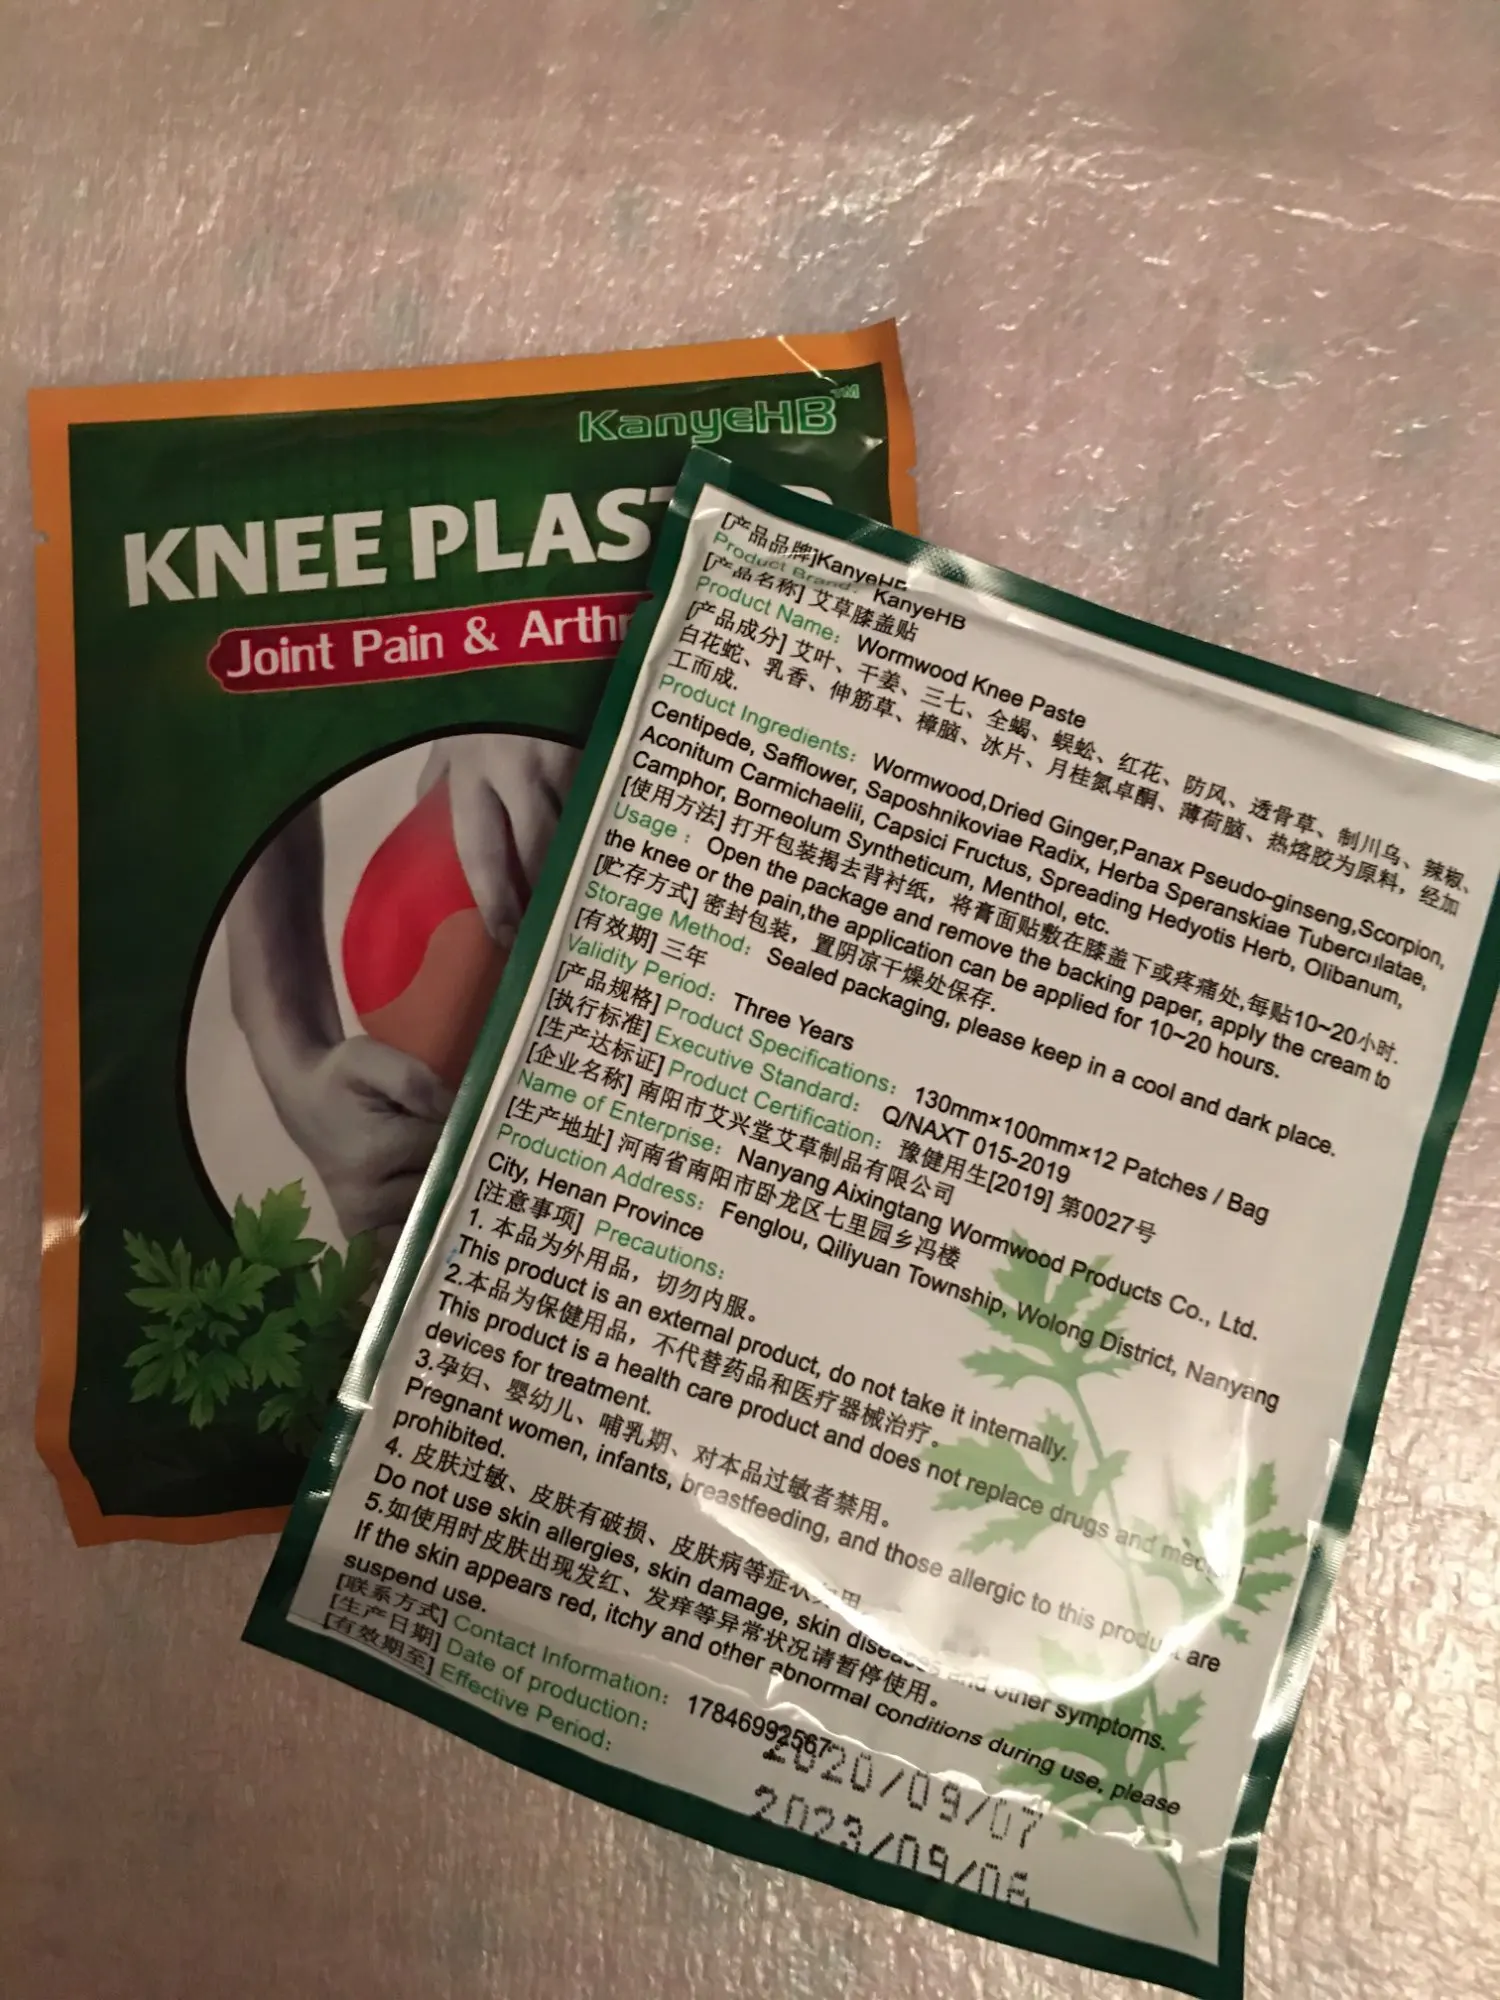 KanyeHB™
KNEE PLAST
Joint Pain & Arthr
[产品品牌]KanyeHB
Product Brand: KanyeHB
[产品名称] 艾草膝盖贴
Product Name: Wormwood Knee Paste
[产品成分] 艾叶、干姜、三七、全蝎、蜈蚣、红花、防风、透骨草、制川乌、辣椒、
白花蛇、乳香、伸筋草、樟脑、冰片、月桂氮卓酮、薄荷脑、热熔胶为原料，经加
工而成.
Product Ingredients: Wormwood,Dried Ginger,Panax Pseudo-ginseng,Scorpion,
Centipede, Safflower, Saposhnikoviae Radix, Herba Speranskiae Tuberculatae,
Aconitum Carmichaelii, Capsici Fructus, Spreading Hedyotis Herb, Olibanum,
Camphor, Borneolum Syntheticum, Menthol, etc.
[使用方法] 打开包装揭去背衬纸，将膏面贴敷在膝盖下或疼痛处,每贴10~20小时.
Usage : Open the package and remove the backing paper, apply the cream to
the knee or the pain,the application can be applied for 10~20 hours.
[贮存方式] 密封包装，置阴凉干燥处保存.
Storage Method: Sealed packaging, please keep in a cool and dark place.
[有效期] 三年
Validity Period: Three Years
[产品规格] Product Specifications: 130mm×100mm×12 Patches / Bag
[执行标准] Executive Standard: Q/NAXT 015-2019
[生产达标证] Product Certification: 豫健用生[2019] 第0027号
[企业名称] 南阳市艾兴堂艾草制品有限公司
Name of Enterprise: Nanyang Aixingtang Wormwood Products Co., Ltd.
[生产地址] 河南省南阳市卧龙区七里园乡冯楼
Production Address: Fenglou, Qiliyuan Township, Wolong District, Nanyang
City, Henan Province
[注意事项] Precautions:
1. 本品为外用品，切勿内服。
This product is an external product, do not take it internally.
2.本品为保健用品，不代替药品和医疗器械治疗。
This product is a health care product and does not replace drugs and medical
devices for treatment.
3.孕妇、婴幼儿、哺乳期、对本品过敏者禁用。
Pregnant women, infants, breastfeeding, and those allergic to this product are
prohibited.
4. 皮肤过敏、皮肤有破损、皮肤病等症状
Do not use skin allergies, skin damage, skin diseases and other symptoms.
5.如使用时皮肤出现发红、发痒等异常状况请暂停使用。
If the skin appears red, itchy and other abnormal conditions during use, please
suspend use.
[联系方式] Contact Information: 17846992567
[生产日期] Date of production: 2020/09/07
[有效期至] Effective Period: 2023/09/06